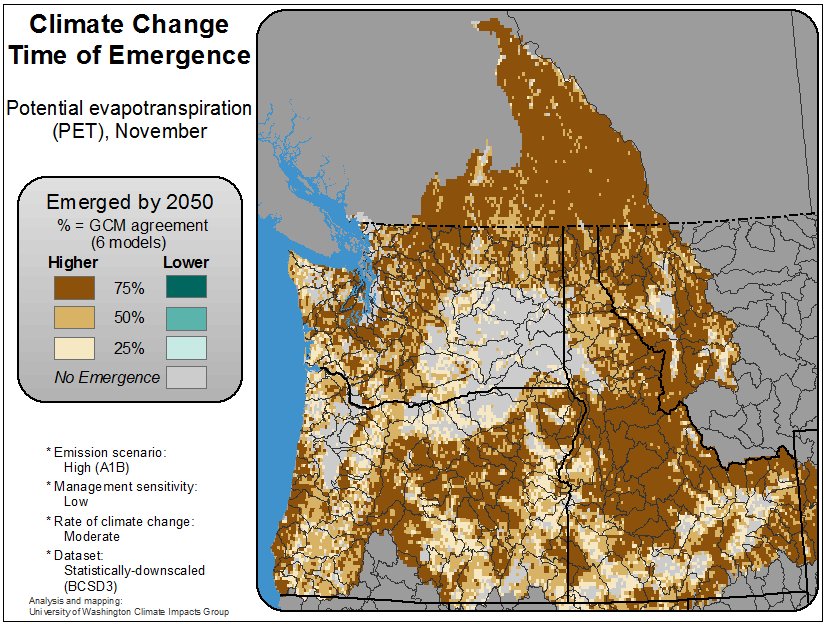 Climate Change
Time of Emergence
Potential evapotranspiration
(PET), November
Emerged by 2050
% = GCM agreement
(6 models)
Higher Lower
75%
50%
25%
No Emergence
* Emission scenario:
High (A1B)
* Management sensitivity:
Low
* Rate of climate change:
Moderate
* Dataset:
Statistically-downscaled
(BCSD3)
Analysis and mapping:
University of Washington Climate Impacts Group